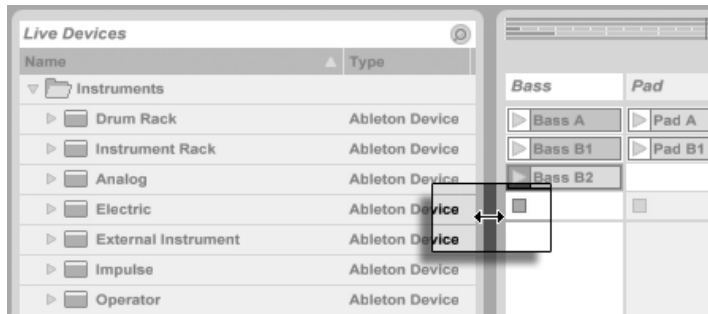 Live Devices
Name Type
Instruments
Drum Rack Ableton Device
Instrument Rack Ableton Device
Analog Ableton Device
Electric Ableton Device
External Instrument Ableton Device
Impulse Ableton Device
Operator Ableton Device
Bass Pad
Bass A Pad A
Bass B1 Pad B1
Bass B2